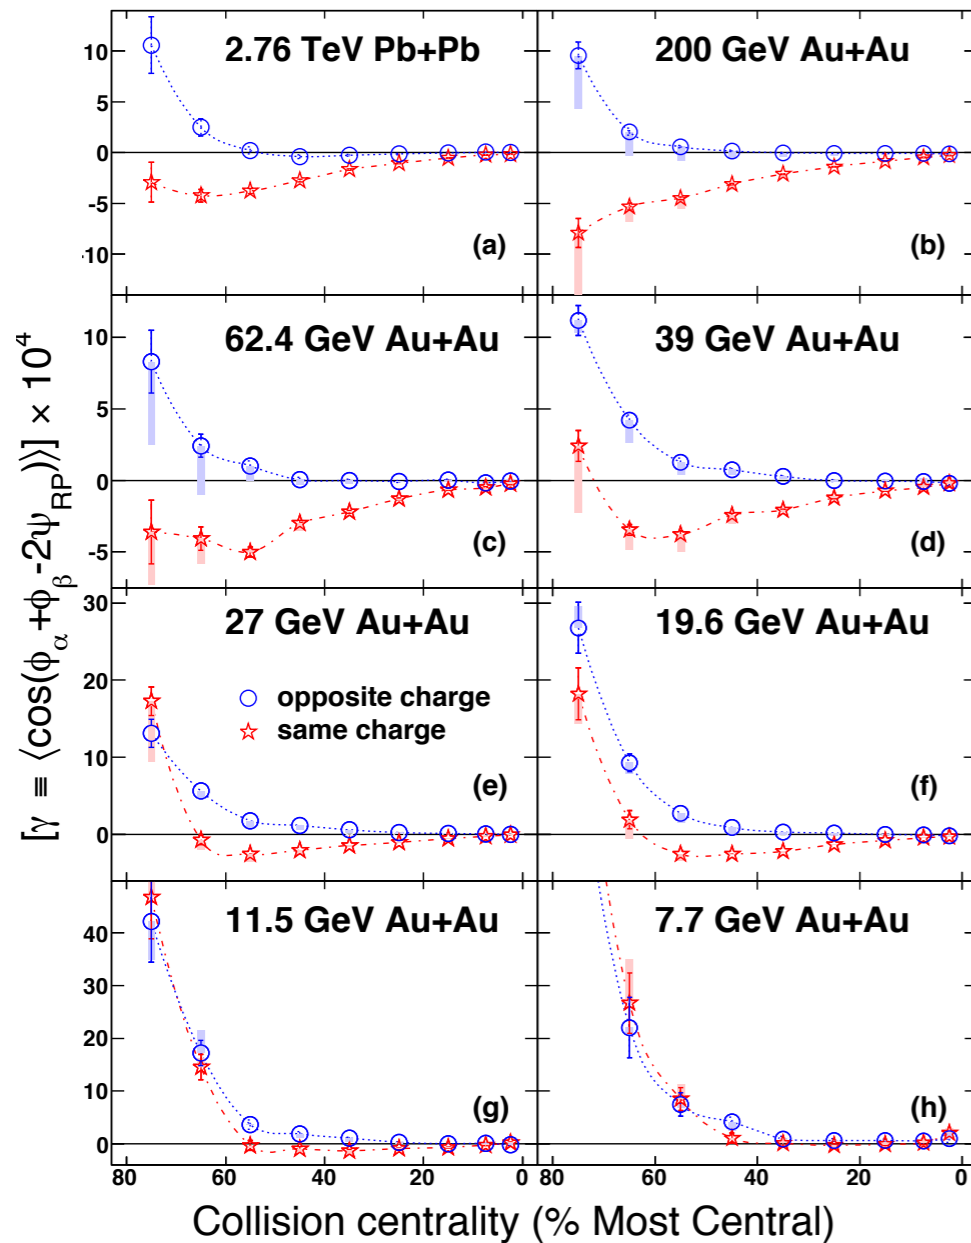 [γ ≡ ⟨cos(ϕα+ϕβ-2ψRP)⟩] × 10⁴
2.76 TeV Pb+Pb
10
5
0
-5
-10
(a)
200 GeV Au+Au
(b)
62.4 GeV Au+Au
10
5
0
-5
(c)
39 GeV Au+Au
(d)
27 GeV Au+Au
30
20
10
0
opposite charge
same charge
(e)
19.6 GeV Au+Au
(f)
11.5 GeV Au+Au
40
30
20
10
0
(g)
7.7 GeV Au+Au
(h)
80 60 40 20 0
80 60 40 20 0
Collision centrality (% Most Central)